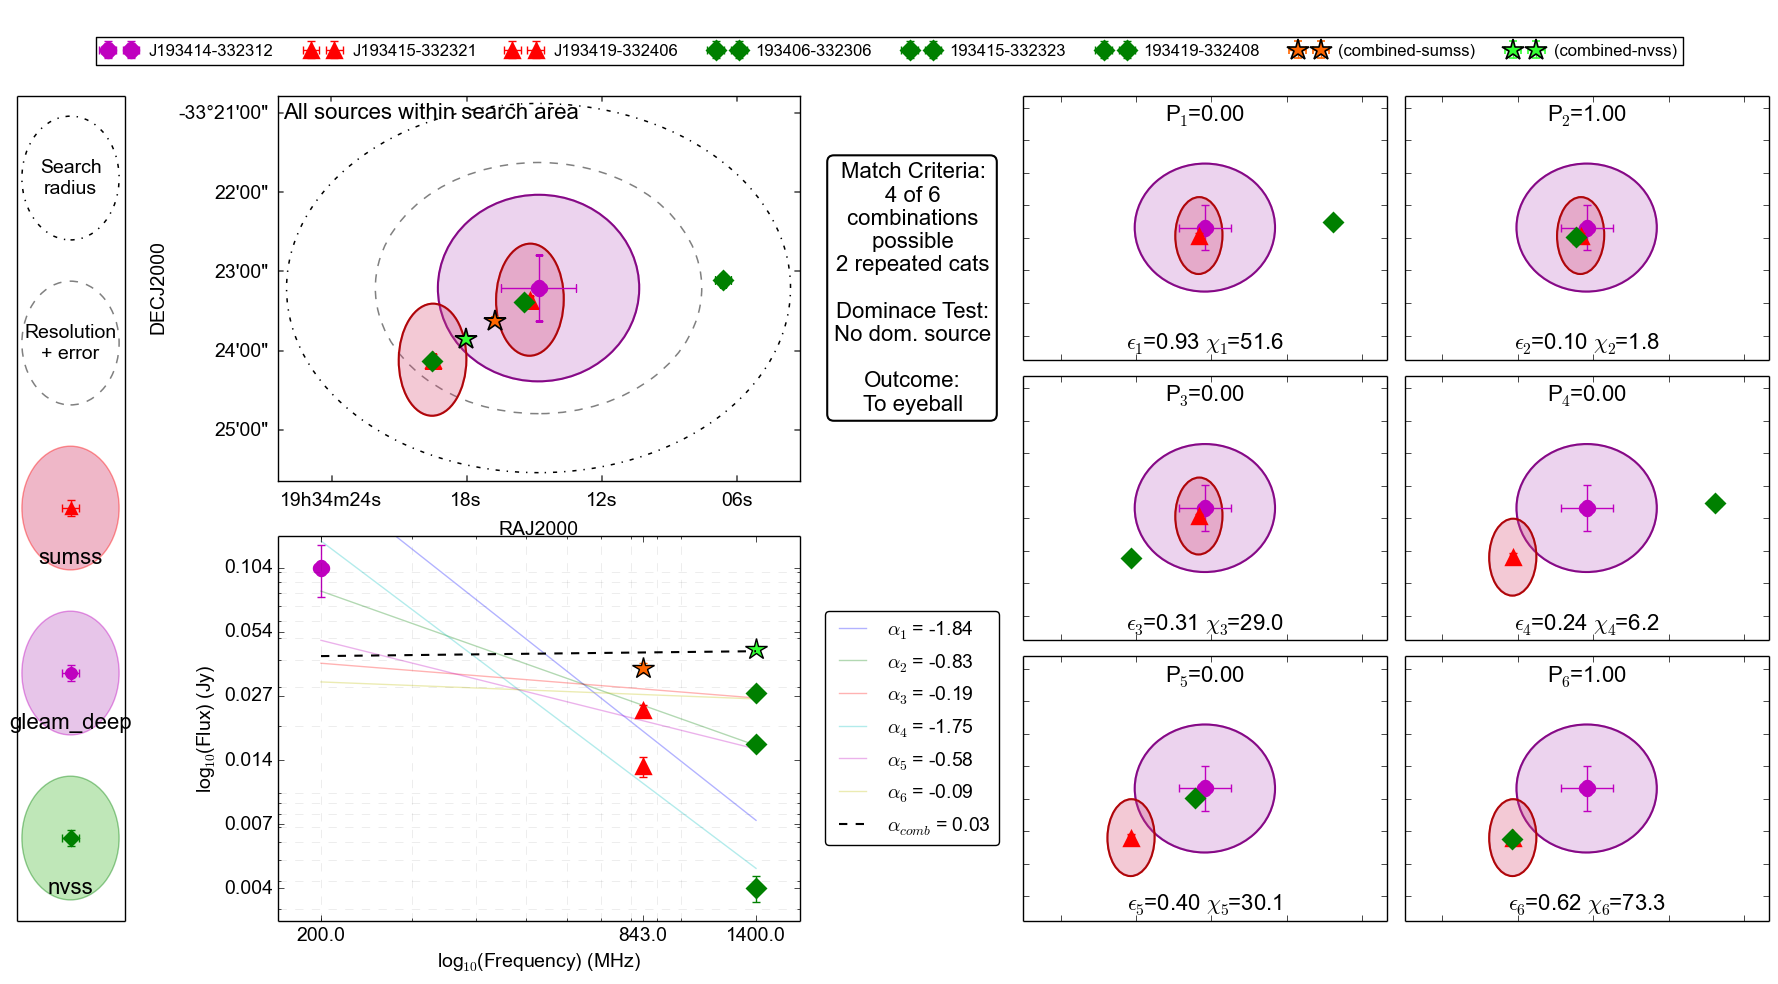 J193414-332312 J193415-332321 J193419-332406 193406-332306 193415-332323 193419-332408 (combined-sumss) (combined-nvss)
Search
radius
Resolution
+ error
sumss
gleam_deep
nvss
All sources within search area
-33°21'00"
22'00"
23'00"
24'00"
25'00"
DECJ2000
19h34m24s 18s 12s 06s
RAJ2000
Match Criteria:
4 of 6
combinations
possible
2 repeated cats
Dominace Test:
No dom. source
Outcome:
To eyeball
0.104
0.054
0.027
0.014
0.007
0.004
log₁₀(Flux) (Jy)
200.0 843.0 1400.0
log₁₀(Frequency) (MHz)
α₁ = -1.84
α₂ = -0.83
α₃ = -0.19
α₄ = -1.75
α₅ = -0.58
α₆ = -0.09
α_comb = 0.03
P₁=0.00
ϵ₁=0.93 χ₁=51.6
P₂=1.00
ϵ₂=0.10 χ₂=1.8
P₃=0.00
ϵ₃=0.31 χ₃=29.0
P₄=0.00
ϵ₄=0.24 χ₄=6.2
P₅=0.00
ϵ₅=0.40 χ₅=30.1
P₆=1.00
ϵ₆=0.62 χ₆=73.3